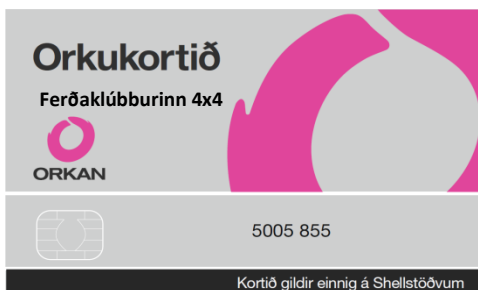 Orkukortið
Ferðaklúbburinn 4x4
ORKAN
5005 855
Kortið gildir einnig á Shellstöðvum